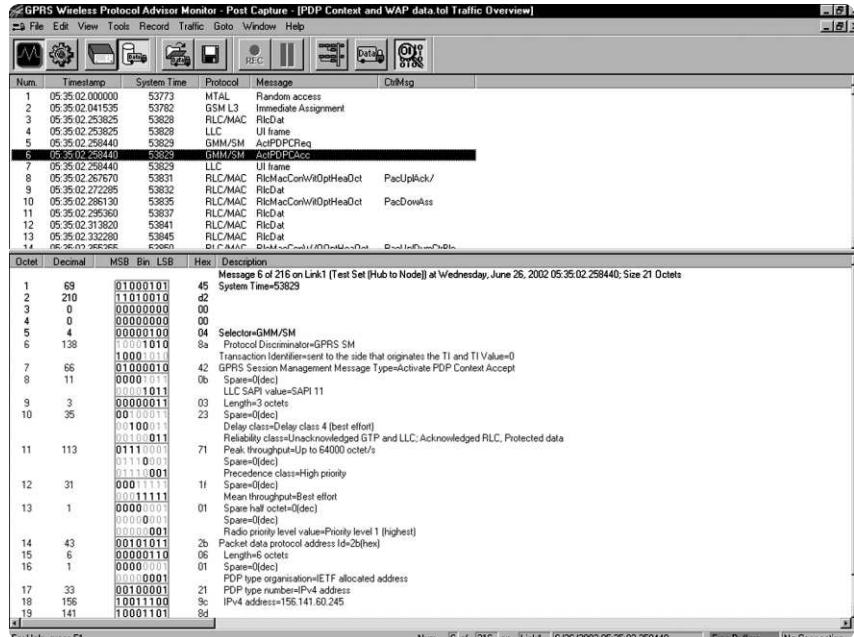 GPRS Wireless Protocol Advisor Monitor - Post Capture - [PDP Context and WAP data.tol Traffic Overview]
File Edit View Tools Record Traffic Goto Window Help
Data Data REC Data
Num. Timestamp System Time Protocol Message CtrlMsg
1 05:35:02.000000 53773 MTAL Random access
2 05:35:02.041535 53782 GSM L3 Immediate Assignment
3 05:35:02.253825 53828 RLC/MAC RlcDat
4 05:35:02.253825 53828 LLC UI frame
5 05:35:02.258440 53829 GMM/SM ActPDPCReq
6 05:35:02.258440 53829 GMM/SM ActPDPCAcc
7 05:35:02.258440 53829 LLC UI frame
8 05:35:02.267670 53831 RLC/MAC RlcMacConWitOptHeaOct PacUplAck/
9 05:35:02.272285 53832 RLC/MAC RlcDat
10 05:35:02.286130 53835 RLC/MAC RlcMacConWitOptHeaOct PacDowAss
11 05:35:02.295360 53837 RLC/MAC RlcDat
12 05:35:02.313820 53841 RLC/MAC RlcDat
13 05:35:02.332280 53845 RLC/MAC RlcDat
Octet Decimal MSB Bin LSB Hex Description
Message 6 of 216 on Link1 (Test Set (Hub to Node)) at Wednesday, June 26, 2002 05:35:02.258440; Size 21 Octets
1 69 01000101 45 System Time=53829
2 210 11010010 d2
3 0 00000000 00
4 0 00000000 00
5 4 00000100 04 Selector=GMM/SM
6 138 10001010 8a Protocol Discriminator=GPRS SM
10001010 Transaction Identifier=sent to the side that originates the TI and TI Value=0
7 66 01000010 42 GPRS Session Management Message Type=Activate PDP Context Accept
8 11 00001011 0b Spare=0(dec)
00001011 LLC SAPI value=SAPI 11
9 3 00000011 03 Length=3 octets
10 35 00100011 23 Spare=0(dec)
00100011 Delay class=Delay class 4 (best effort)
00100011 Reliability class=Unacknowledged GTP and LLC; Acknowledged RLC, Protected data
11 113 01110001 71 Peak throughput=Up to 64000 octet/s
01110001 Spare=0(dec)
01110001 Precedence class=High priority
12 31 00011111 1f Spare=0(dec)
00011111 Mean throughput=Best effort
13 1 00000001 01 Spare half octet=0(dec)
00000001 Spare=0(dec)
00000001 Radio priority level value=Priority level 1 (highest)
14 43 00101011 2b Packet data protocol address Id=2b(hex)
15 6 00000110 06 Length=6 octets
16 1 00000001 01 Spare=0(dec)
00000001 PDP type organisation=IETF allocated address
17 33 00100001 21 PDP type number=IPv4 address
18 156 10011100 9c IPv4 address=156.141.60.245
19 141 10001101 8d